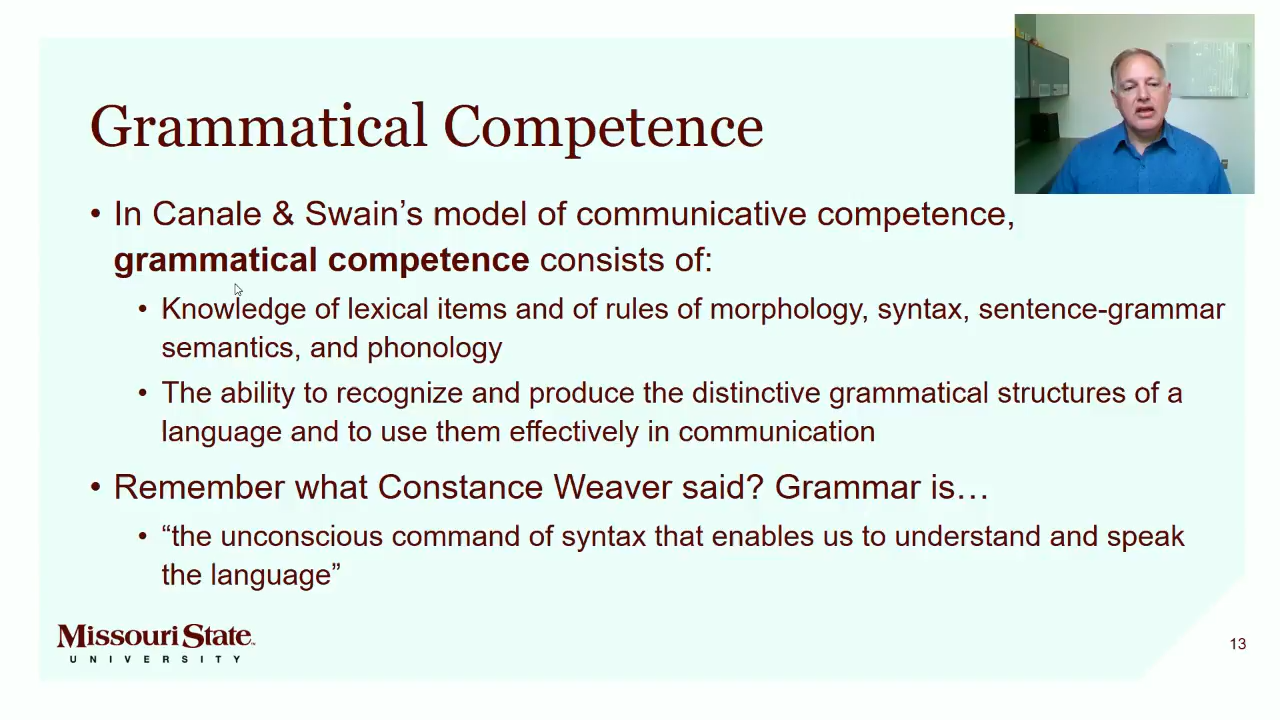 Grammatical Competence
• In Canale & Swain’s model of communicative competence,
grammatical competence consists of:
• Knowledge of lexical items and of rules of morphology, syntax, sentence-grammar
semantics, and phonology
• The ability to recognize and produce the distinctive grammatical structures of a
language and to use them effectively in communication
• Remember what Constance Weaver said? Grammar is…
• “the unconscious command of syntax that enables us to understand and speak
the language”
Missouri State™
UNIVERSITY
13